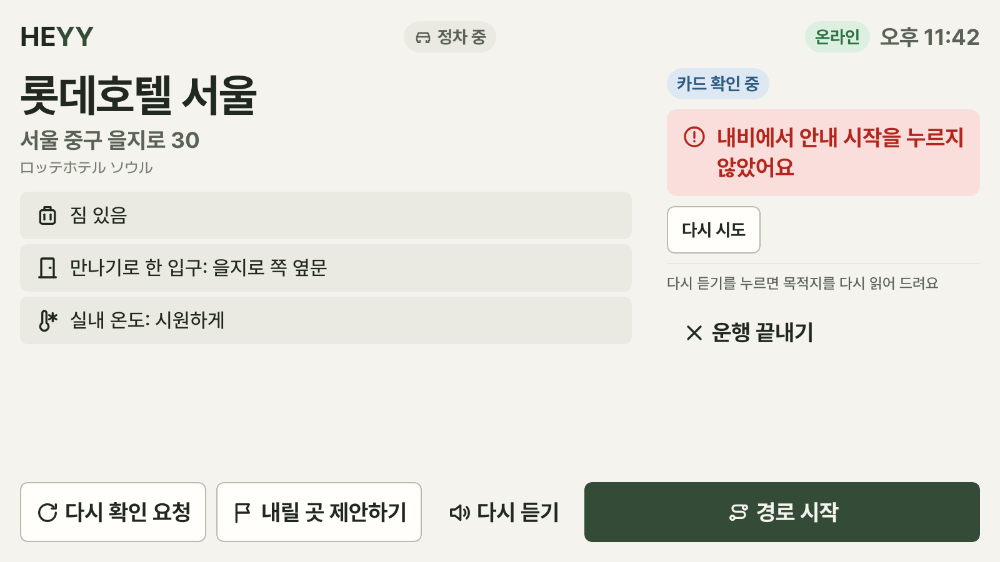 HEYY
정차 중
온라인
오후 11:42
롯데호텔 서울
서울 중구 을지로 30
ロッテホテル ソウル
짐 있음
만나기로 한 입구: 을지로 쪽 옆문
실내 온도: 시원하게
카드 확인 중
내비에서 안내 시작을 누르지
않았어요
다시 시도
다시 듣기를 누르면 목적지를 다시 읽어 드려요
운행 끝내기
다시 확인 요청
내릴 곳 제안하기
다시 듣기
경로 시작